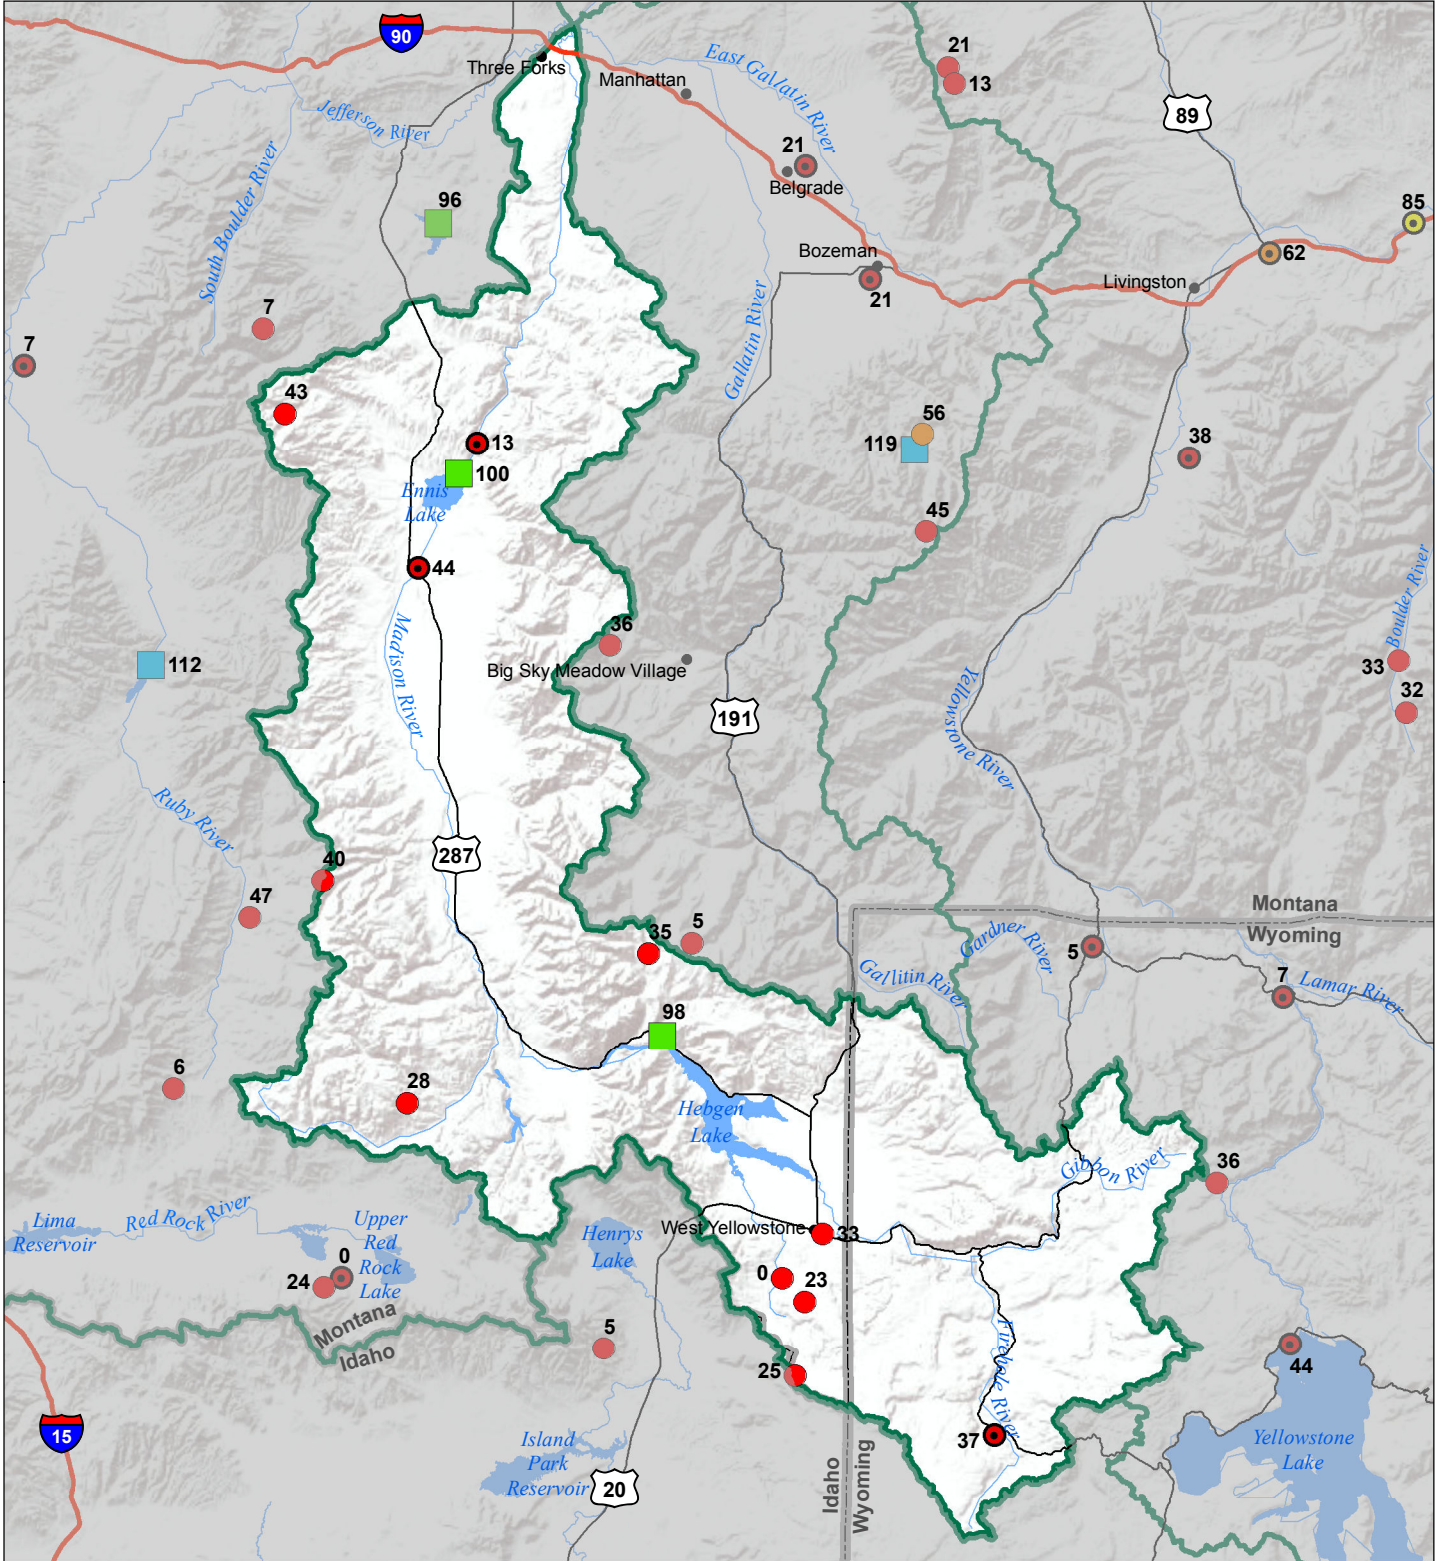 90
Three Forks
Manhattan
East Gallatin River
21
13
89
Jefferson River
21
Belgrade
South Boulder River
96
85
Bozeman
62
21
Livingston
Gallatin River
7
7
43
56
119
38
13
100
Ennis
Lake
45
44
Boulder River
Madison River
36
Big Sky Meadow Village
33
32
112
191
Yellowstone River
Ruby River
287
40
47
Montana
Wyoming
35
5
Gardner River
5
Gallitin River
7
Lamar River
98
6
28
Hebgen
Lake
Gibbon River
36
Lima
Reservoir
Red Rock River
Upper
Red
Rock
Lake
Henrys
Lake
West Yellowstone
33
0
24
0
23
Montana
Idaho
5
25
Firehole River
44
15
37
Yellowstone
Lake
Island
Park
Reservoir
20
Idaho
Wyoming